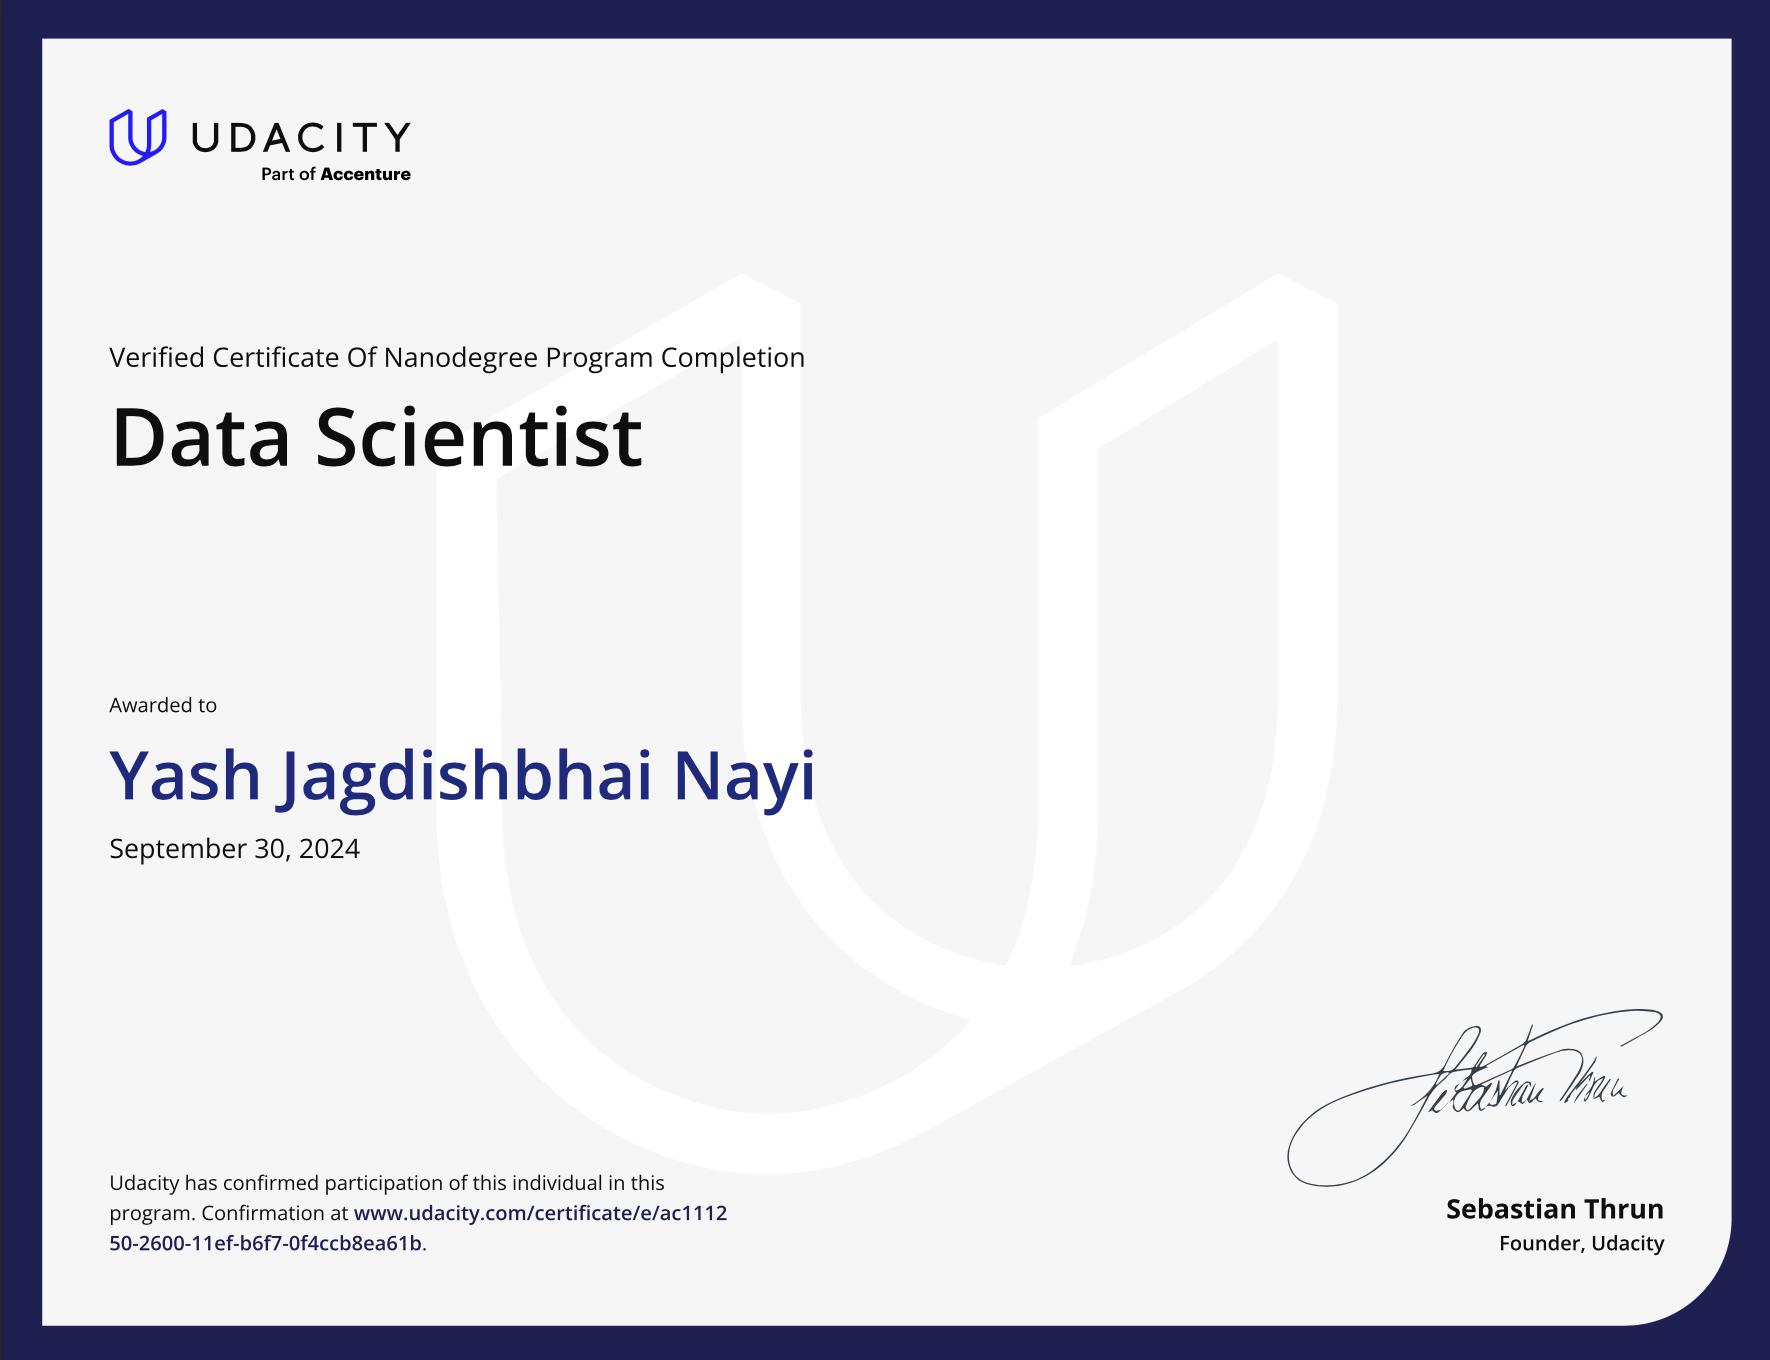 UDACITY
Part of Accenture
Verified Certificate Of Nanodegree Program Completion
Data Scientist
Awarded to
Yash Jagdishbhai Nayi
September 30, 2024
Udacity has confirmed participation of this individual in this
program. Confirmation at www.udacity.com/certificate/e/ac1112
50-2600-11ef-b6f7-0f4ccb8ea61b.
Sebastian Thrun
Sebastian Thrun
Founder, Udacity